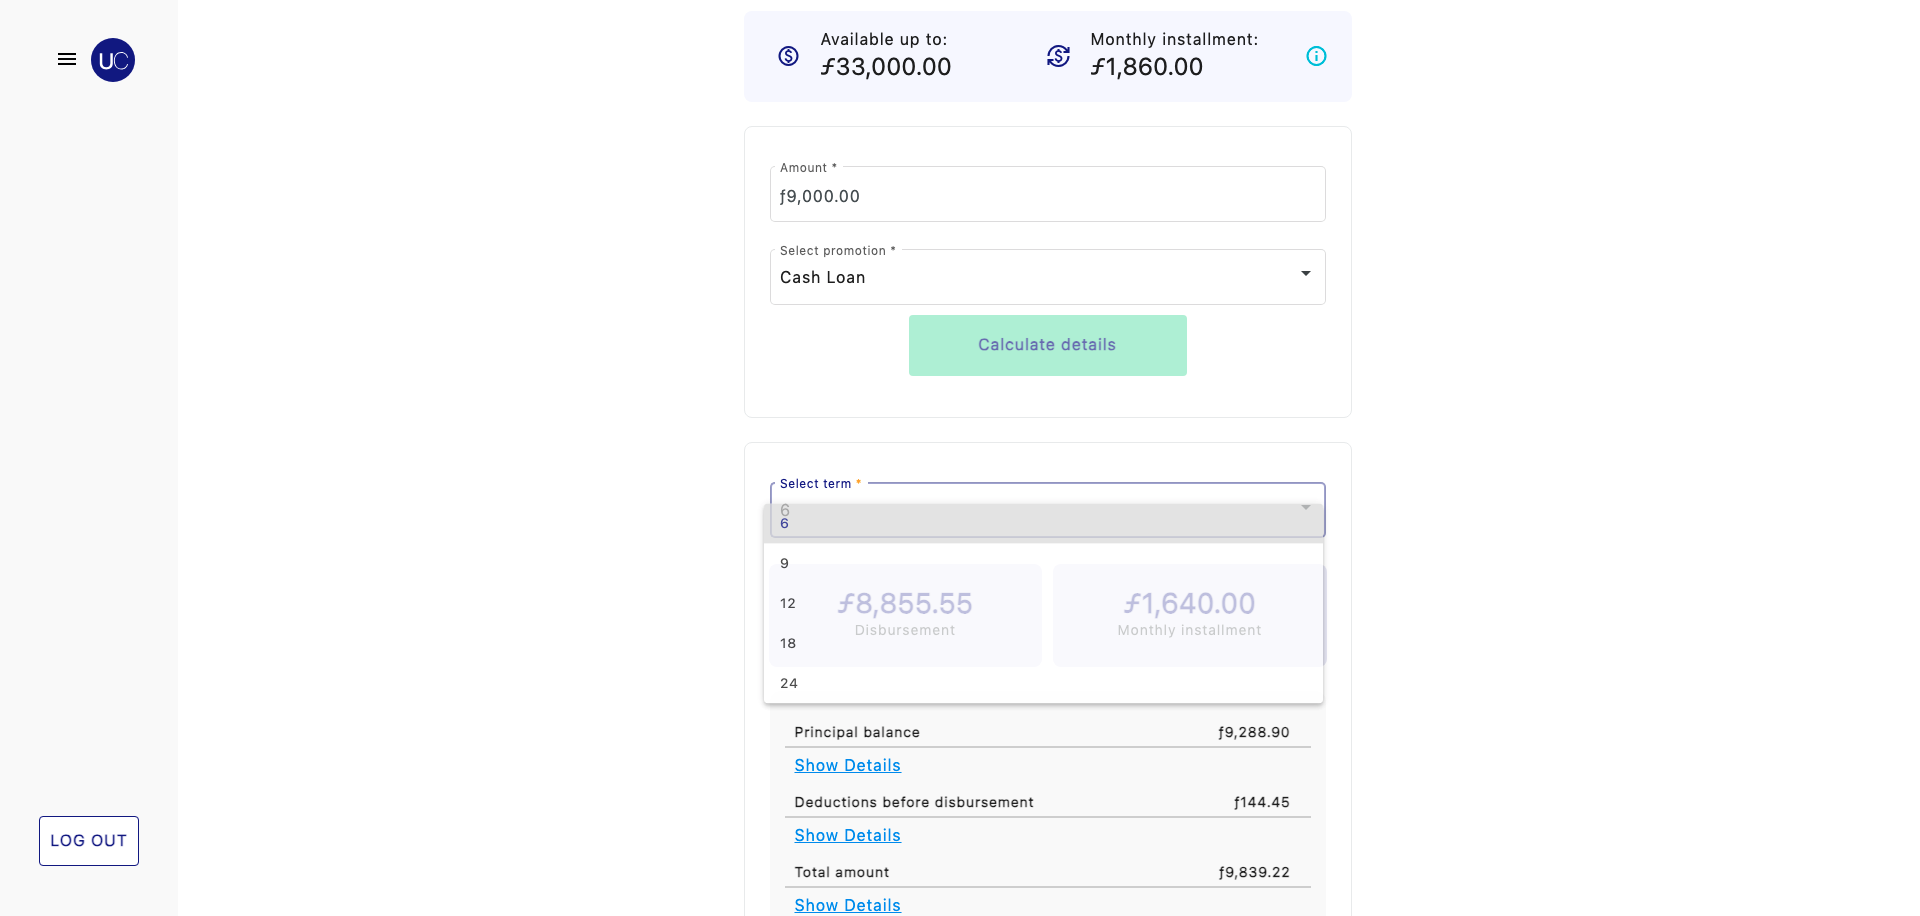 UC
Available up to:
ƒ33,000.00
Monthly installment:
ƒ1,860.00
Amount *
ƒ9,000.00
Select promotion *
Cash Loan
Calculate details
Select term *
6
6
9
12
18
24
ƒ8,855.55
Disbursement
ƒ1,640.00
Monthly installment
Principal balance ƒ9,288.90
Show Details
Deductions before disbursement ƒ144.45
Show Details
Total amount ƒ9,839.22
Show Details
LOG OUT